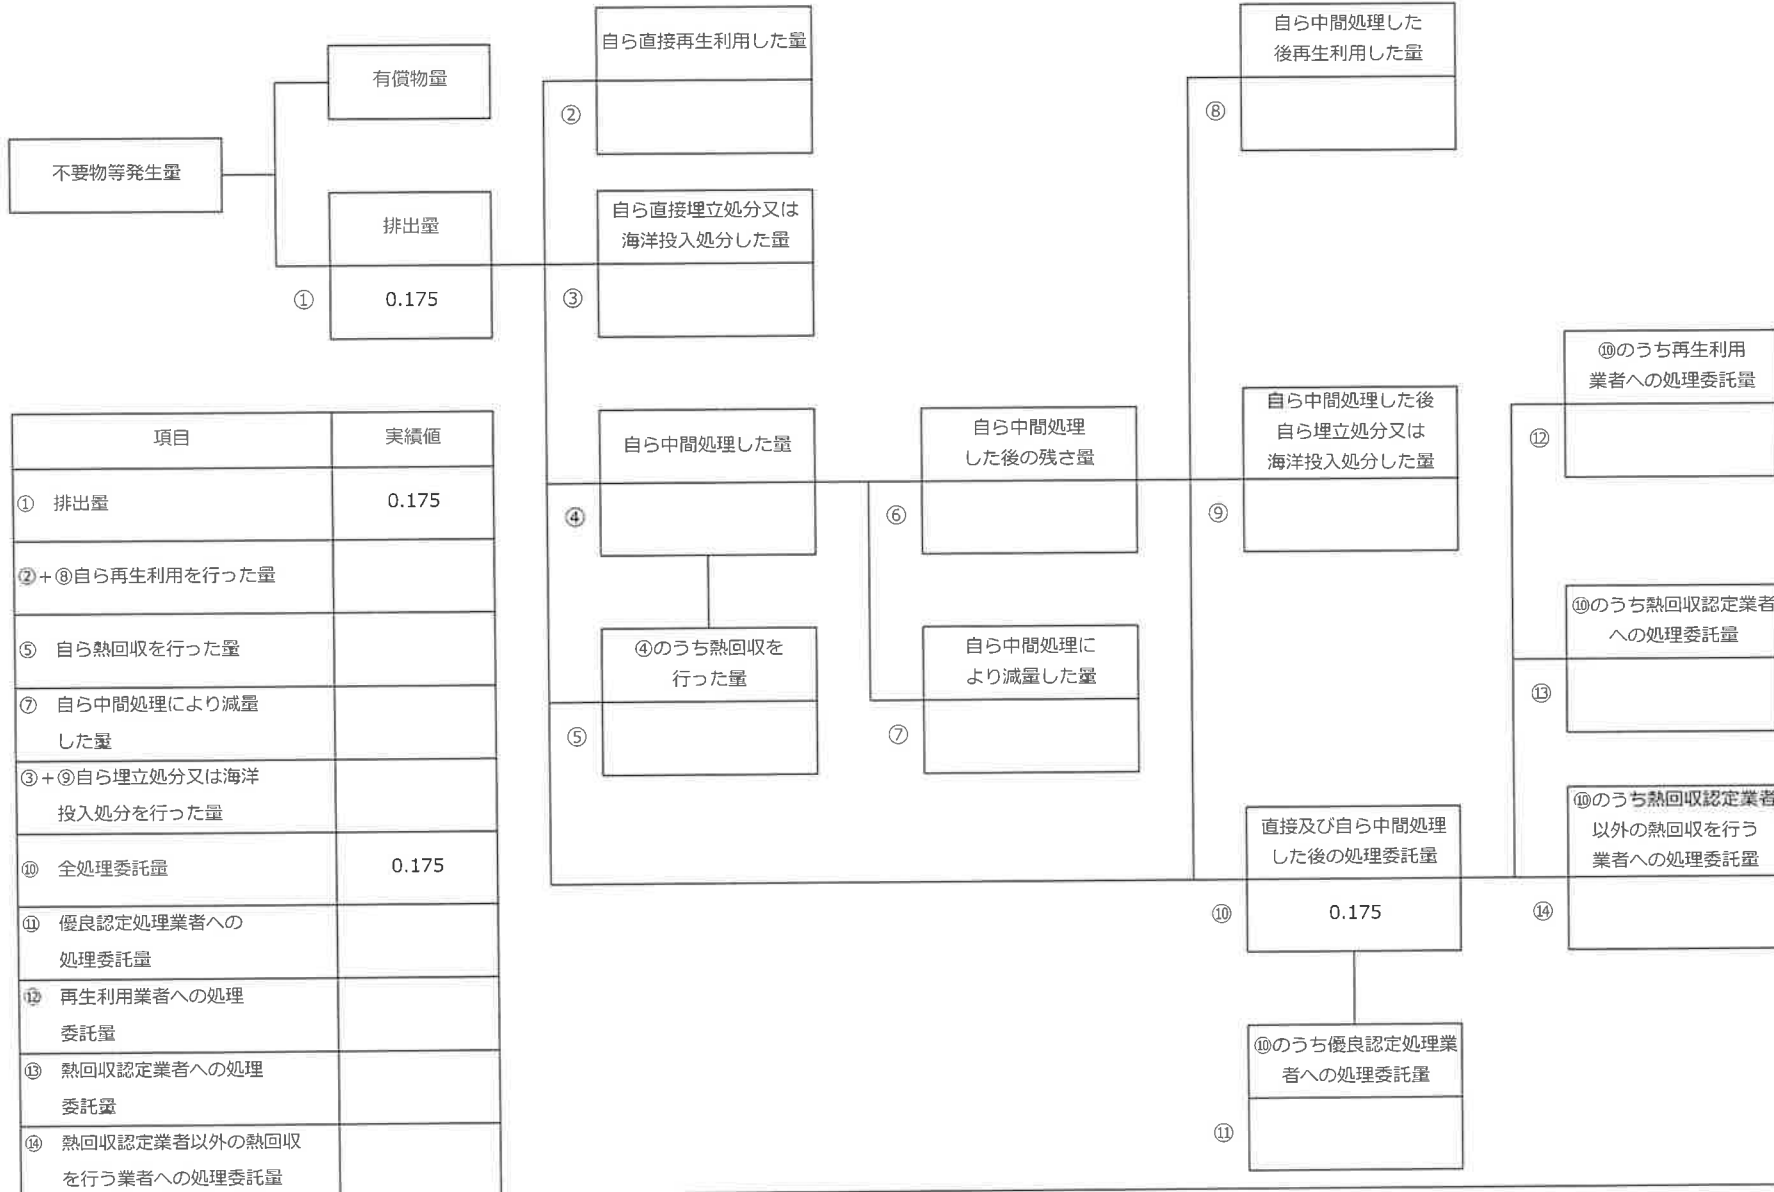 不要物等発生量
有償物量
排出量
①
0.175
自ら直接再生利用した量
②
自ら直接埋立処分又は
海洋投入処分した量
③
自ら中間処理した量
④
④のうち熱回収を
行った量
⑤
自ら中間処理
した後の残さ量
⑥
自ら中間処理に
より減量した量
⑦
自ら中間処理した
後再生利用した量
⑧
自ら中間処理した後
自ら埋立処分又は
海洋投入処分した量
⑨
直接及び自ら中間処理
した後の処理委託量
⑩
0.175
⑩のうち優良認定処理業
者への処理委託量
⑪
⑩のうち再生利用
業者への処理委託量
⑫
⑩のうち熱回収認定業者
への処理委託量
⑬
⑩のうち熱回収認定業者
以外の熱回収を行う
業者への処理委託量
⑭
項目 実績値
① 排出量 0.175
②+⑧自ら再生利用を行った量
⑤ 自ら熱回収を行った量
⑦ 自ら中間処理により減量
した量
③+⑨自ら埋立処分又は海洋
投入処分を行った量
⑩ 全処理委託量 0.175
⑪ 優良認定処理業者への
処理委託量
⑫ 再生利用業者への処理
委託量
⑬ 熱回収認定業者への処理
委託量
⑭ 熱回収認定業者以外の熱回収
を行う業者への処理委託量